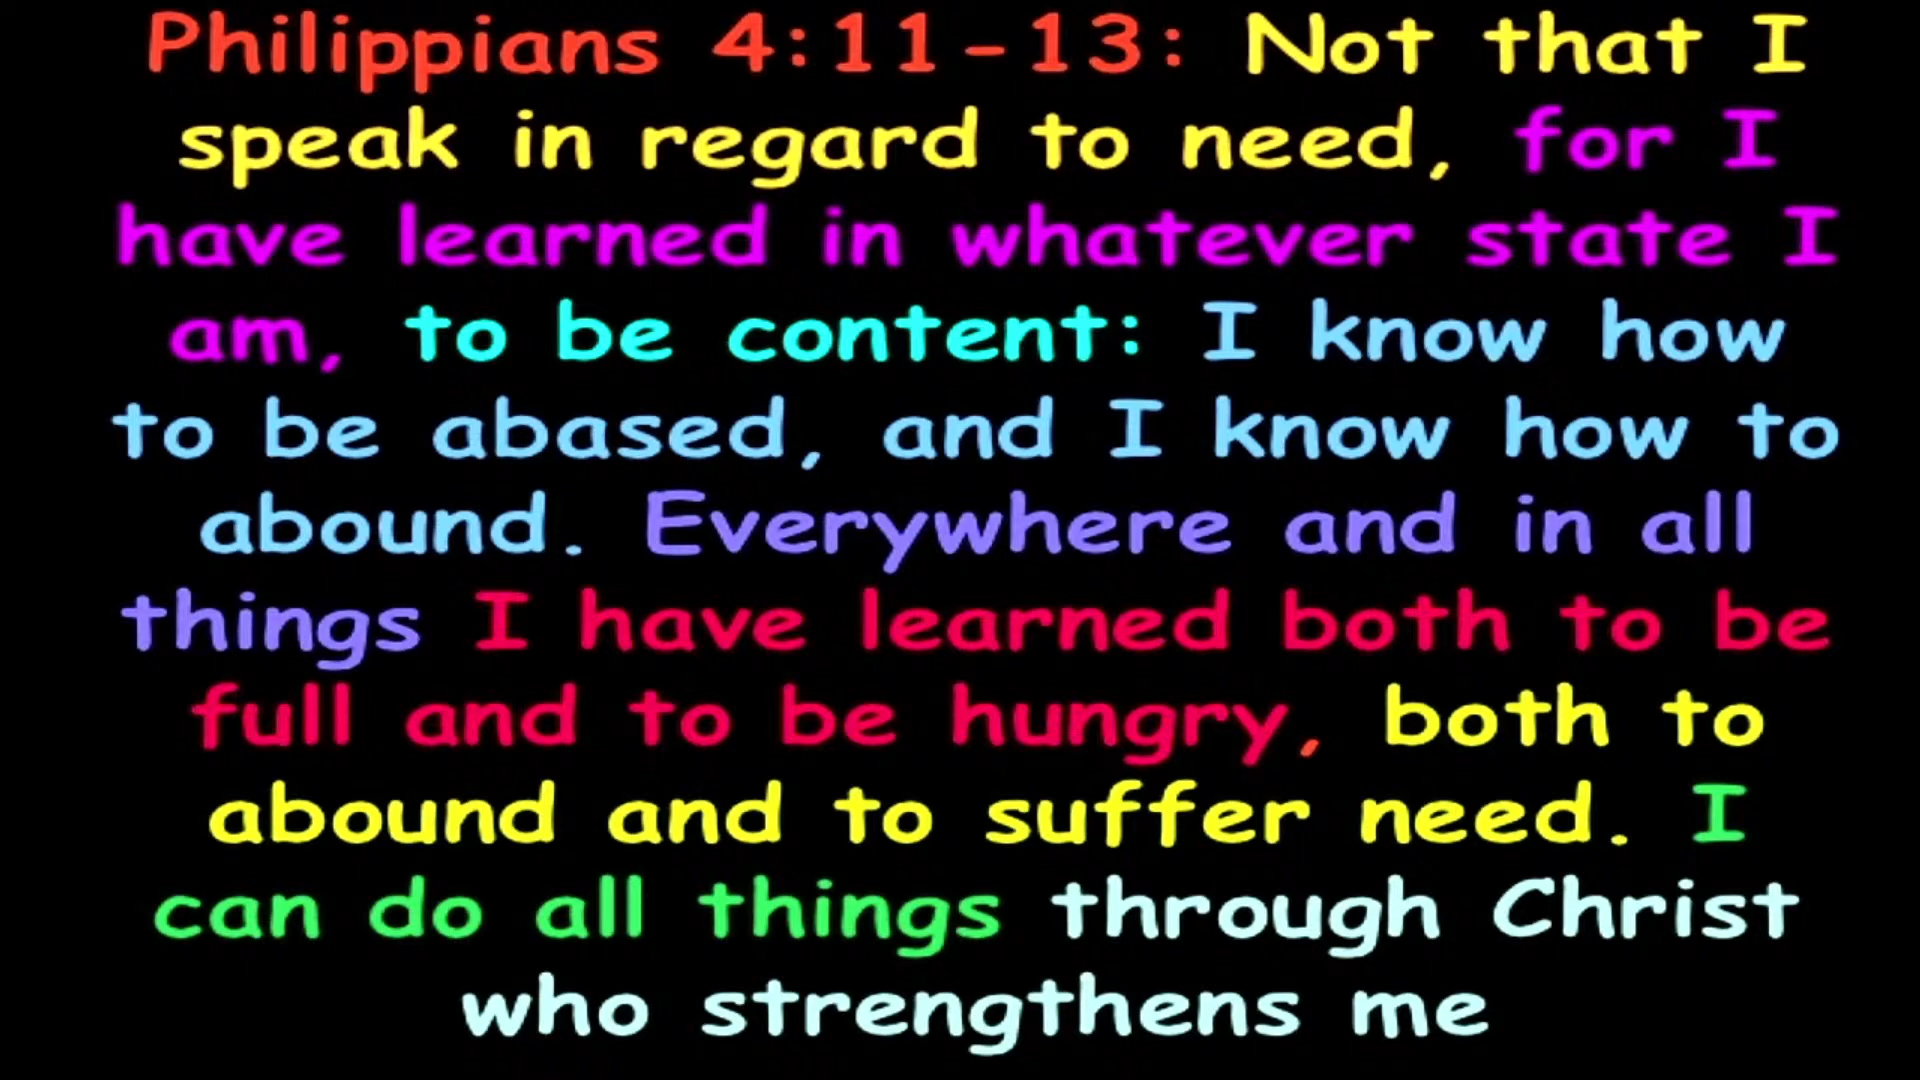 Philippians 4:11-13: Not that I
speak in regard to need, for I
have learned in whatever state I
am, to be content: I know how
to be abased, and I know how to
abound. Everywhere and in all
things I have learned both to be
full and to be hungry, both to
abound and to suffer need. I
can do all things through Christ
who strengthens me